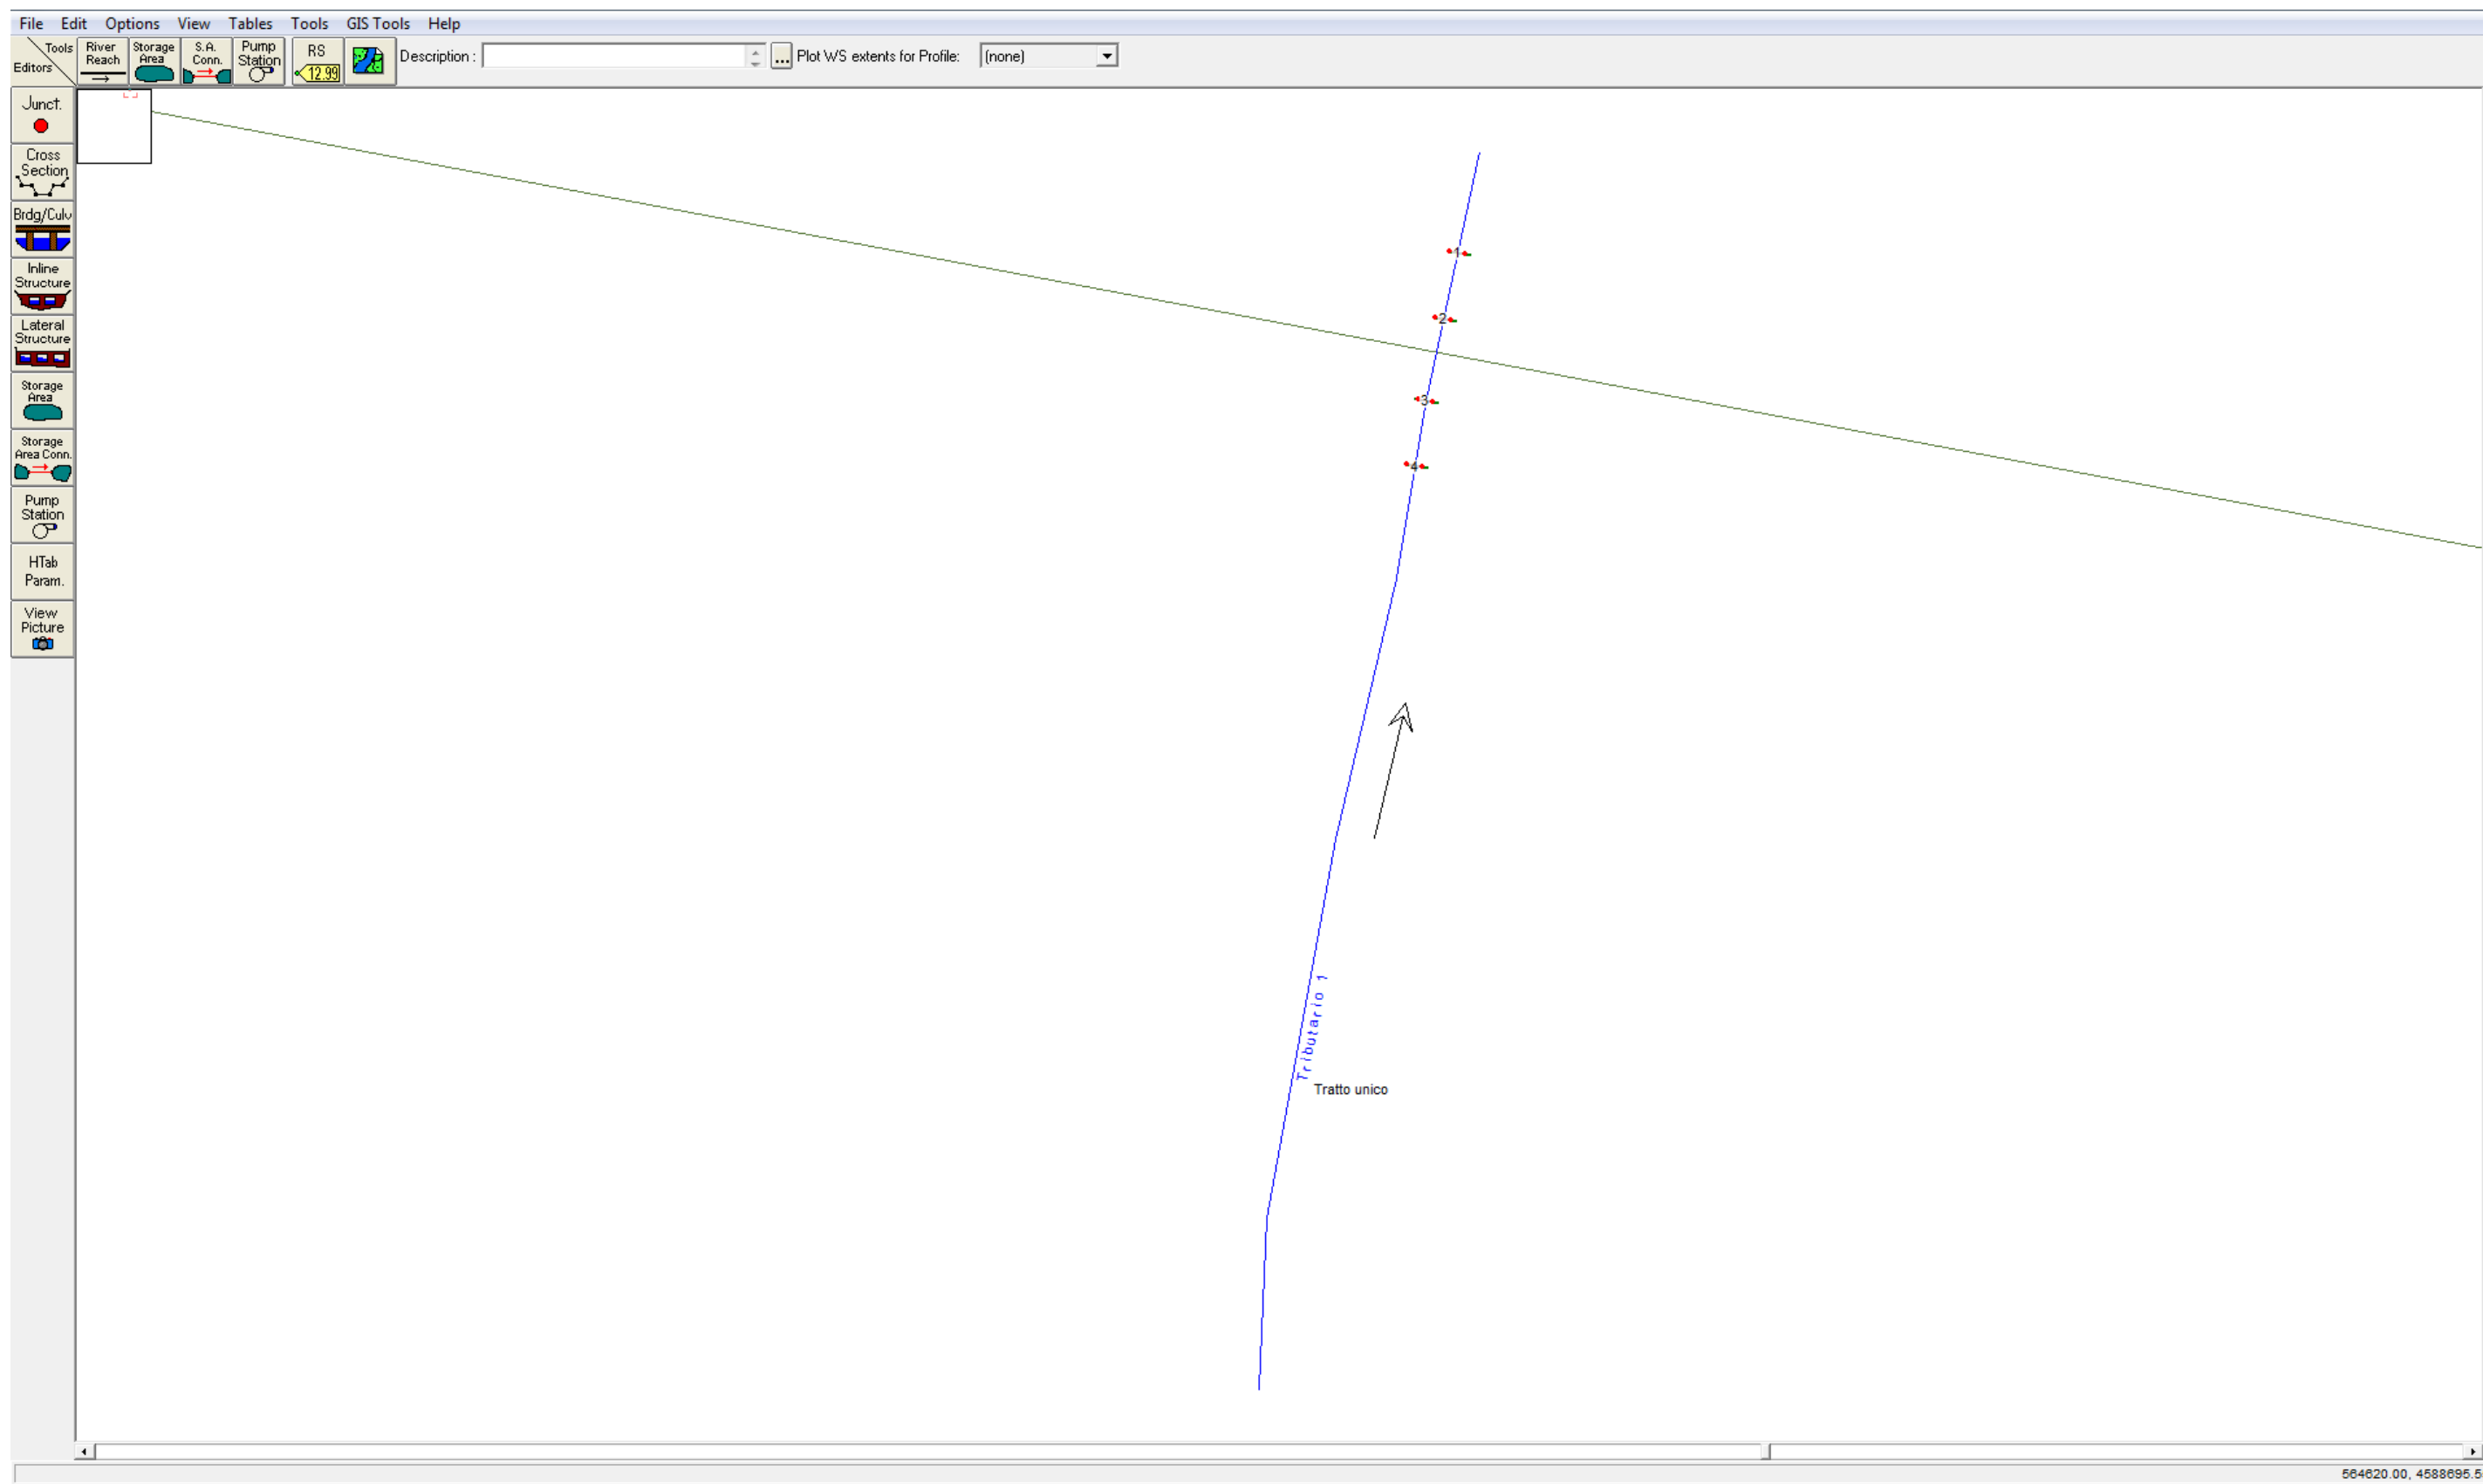 File Edit Options View Tables Tools GIS Tools Help
Tools
Editors
River
Reach
Storage
Area
S.A.
Conn.
Pump
Station
RS
12.99
Description :
...
Plot WS extents for Profile:
(none)
Junct.
Cross
Section
Brdg/Culv
Inline
Structure
Lateral
Structure
Storage
Area
Storage
Area Conn.
Pump
Station
HTab
Param.
View
Picture
1
2
3
4
Tributario 1
Tratto unico
564620.00, 4588695.5